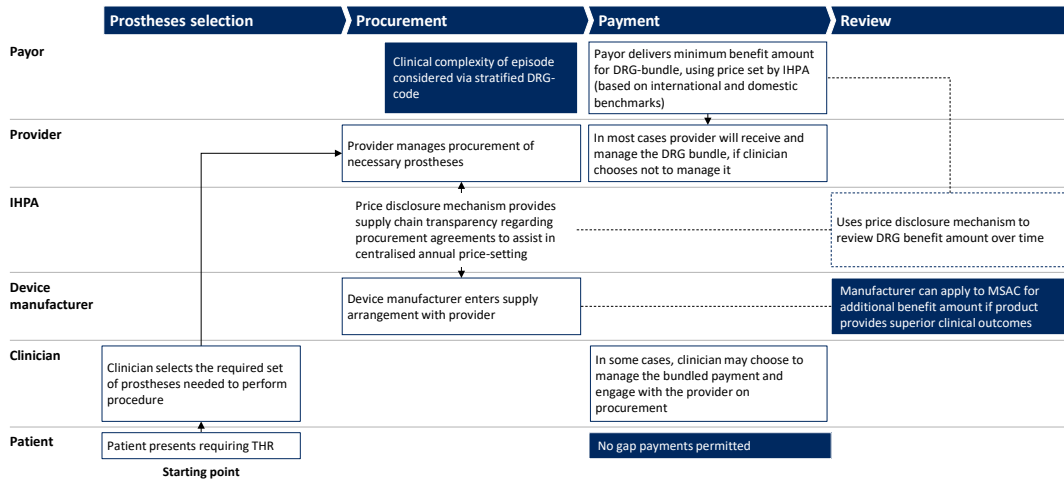 Prostheses selection
Procurement
Payment
Review
Payor
Clinical complexity of episode
considered via stratified DRG-
code
Payor delivers minimum benefit amount
for DRG-bundle, using price set by IHPA
(based on international and domestic
benchmarks)
Provider
Provider manages procurement of
necessary prostheses
In most cases provider will receive and
manage the DRG bundle, if clinician
chooses not to manage it
IHPA
Price disclosure mechanism provides
supply chain transparency regarding
procurement agreements to assist in
centralised annual price-setting
Uses price disclosure mechanism to
review DRG benefit amount over time
Device
manufacturer
Device manufacturer enters supply
arrangement with provider
Manufacturer can apply to MSAC for
additional benefit amount if product
provides superior clinical outcomes
Clinician
Clinician selects the required set
of prostheses needed to perform
procedure
In some cases, clinician may choose to
manage the bundled payment and
engage with the provider on
procurement
Patient
Patient presents requiring THR
No gap payments permitted
Starting point